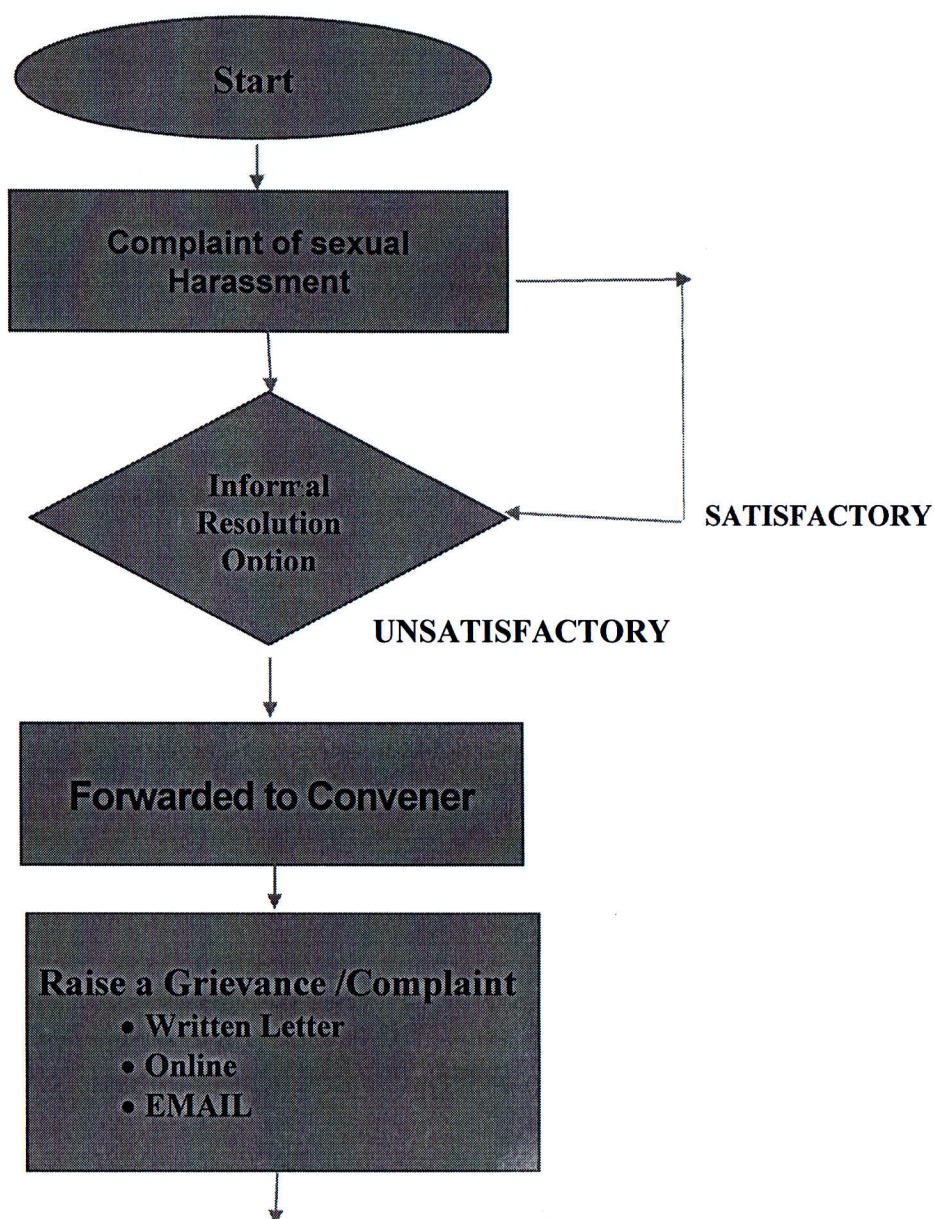 Start
Complaint of sexual
Harassment
Informal
Resolution
Option
SATISFACTORY
UNSATISFACTORY
Forwarded to Convener
Raise a Grievance /Complaint
• Written Letter
• Online
• EMAIL